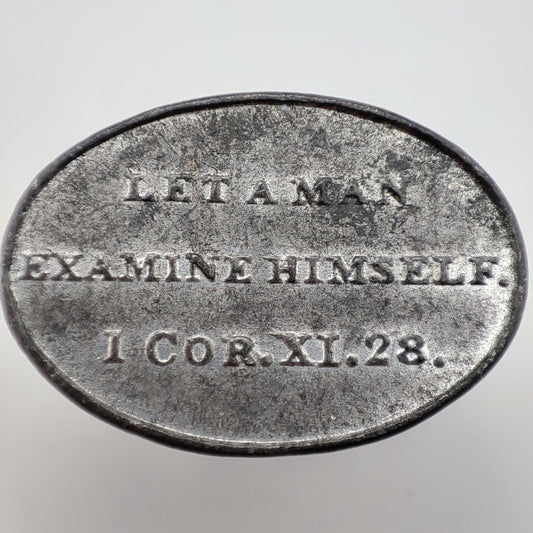 LET A MAN
EXAMINE HIMSELF.
I COR. XI. 28.